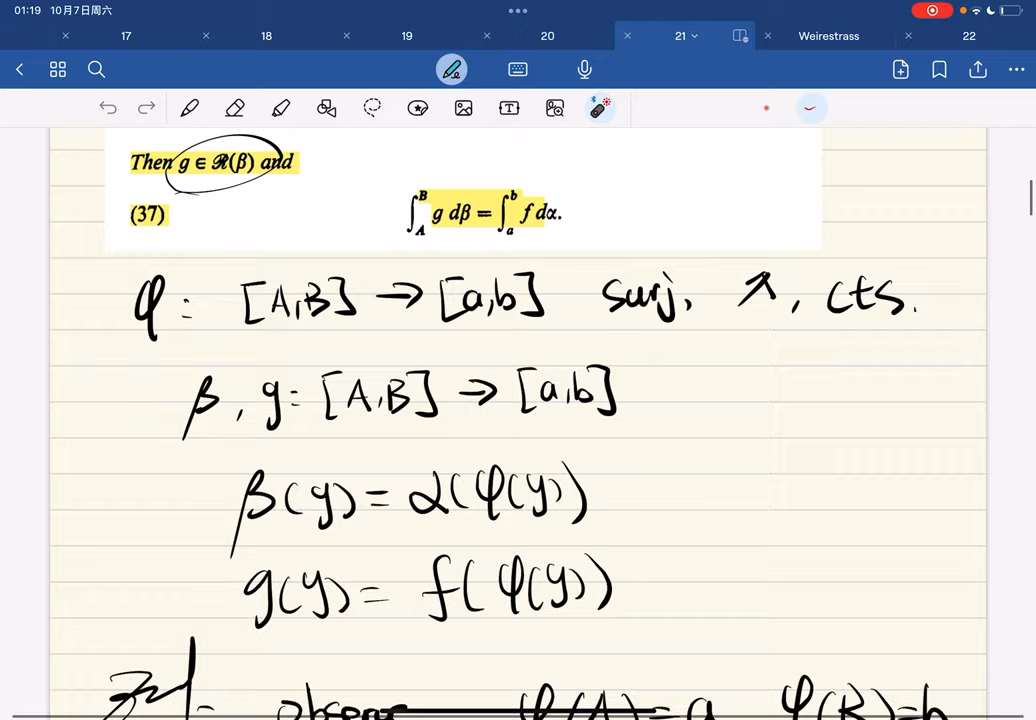 01:19 10月7日周六
17 18 19 20 21 Weirestrass 22
Then g ∈ ℛ(β) and
(37) ∫_A^B g dβ = ∫_a^b f dα.
φ: [A,B] → [a,b] surj, ↗, cts.
β, g: [A,B] → [a,b]
β(y) = α(φ(y))
g(y) = f(φ(y))
φ(A)=a φ(B)=b